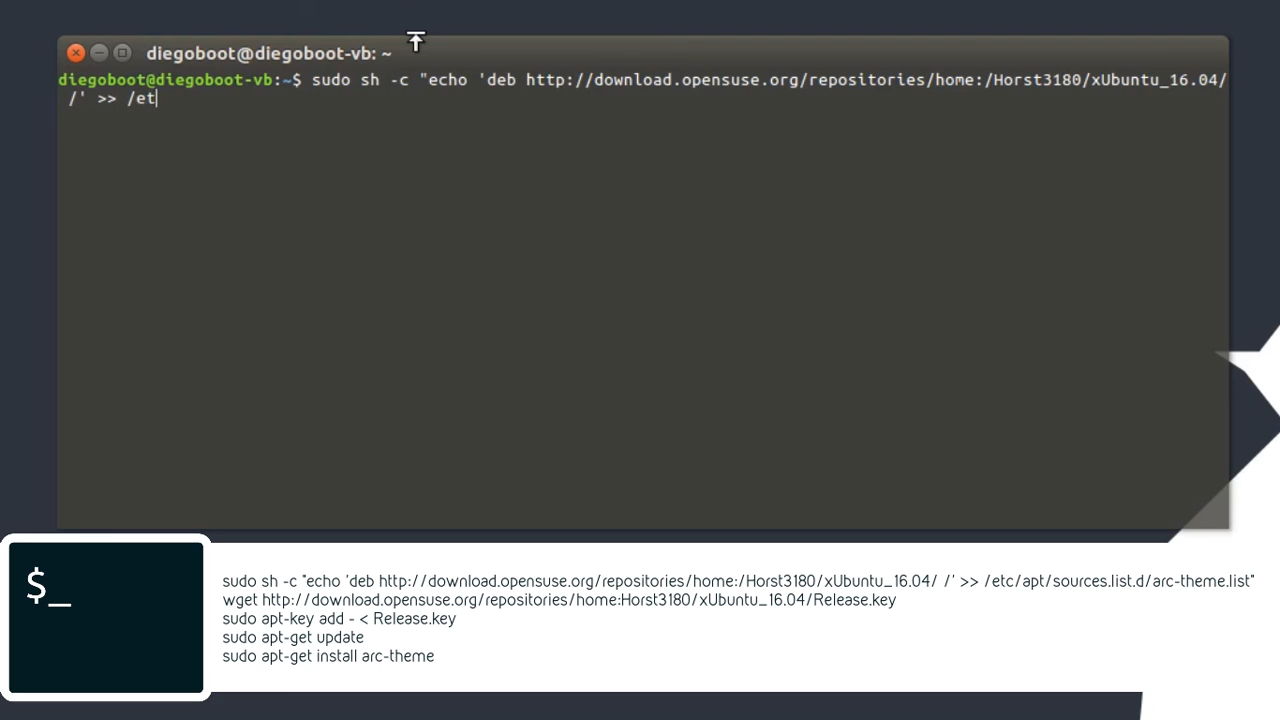 diegoboot@diegoboot-vb: ~
diegoboot@diegoboot-vb:~$ sudo sh -c "echo 'deb http://download.opensuse.org/repositories/home:/Horst3180/xUbuntu_16.04/
/' >> /et
$_
sudo sh -c "echo 'deb http://download.opensuse.org/repositories/home:/Horst3180/xUbuntu_16.04/ /' >> /etc/apt/sources.list.d/arc-theme.list"
wget http://download.opensuse.org/repositories/home:Horst3180/xUbuntu_16.04/Release.key
sudo apt-key add - < Release.key
sudo apt-get update
sudo apt-get install arc-theme